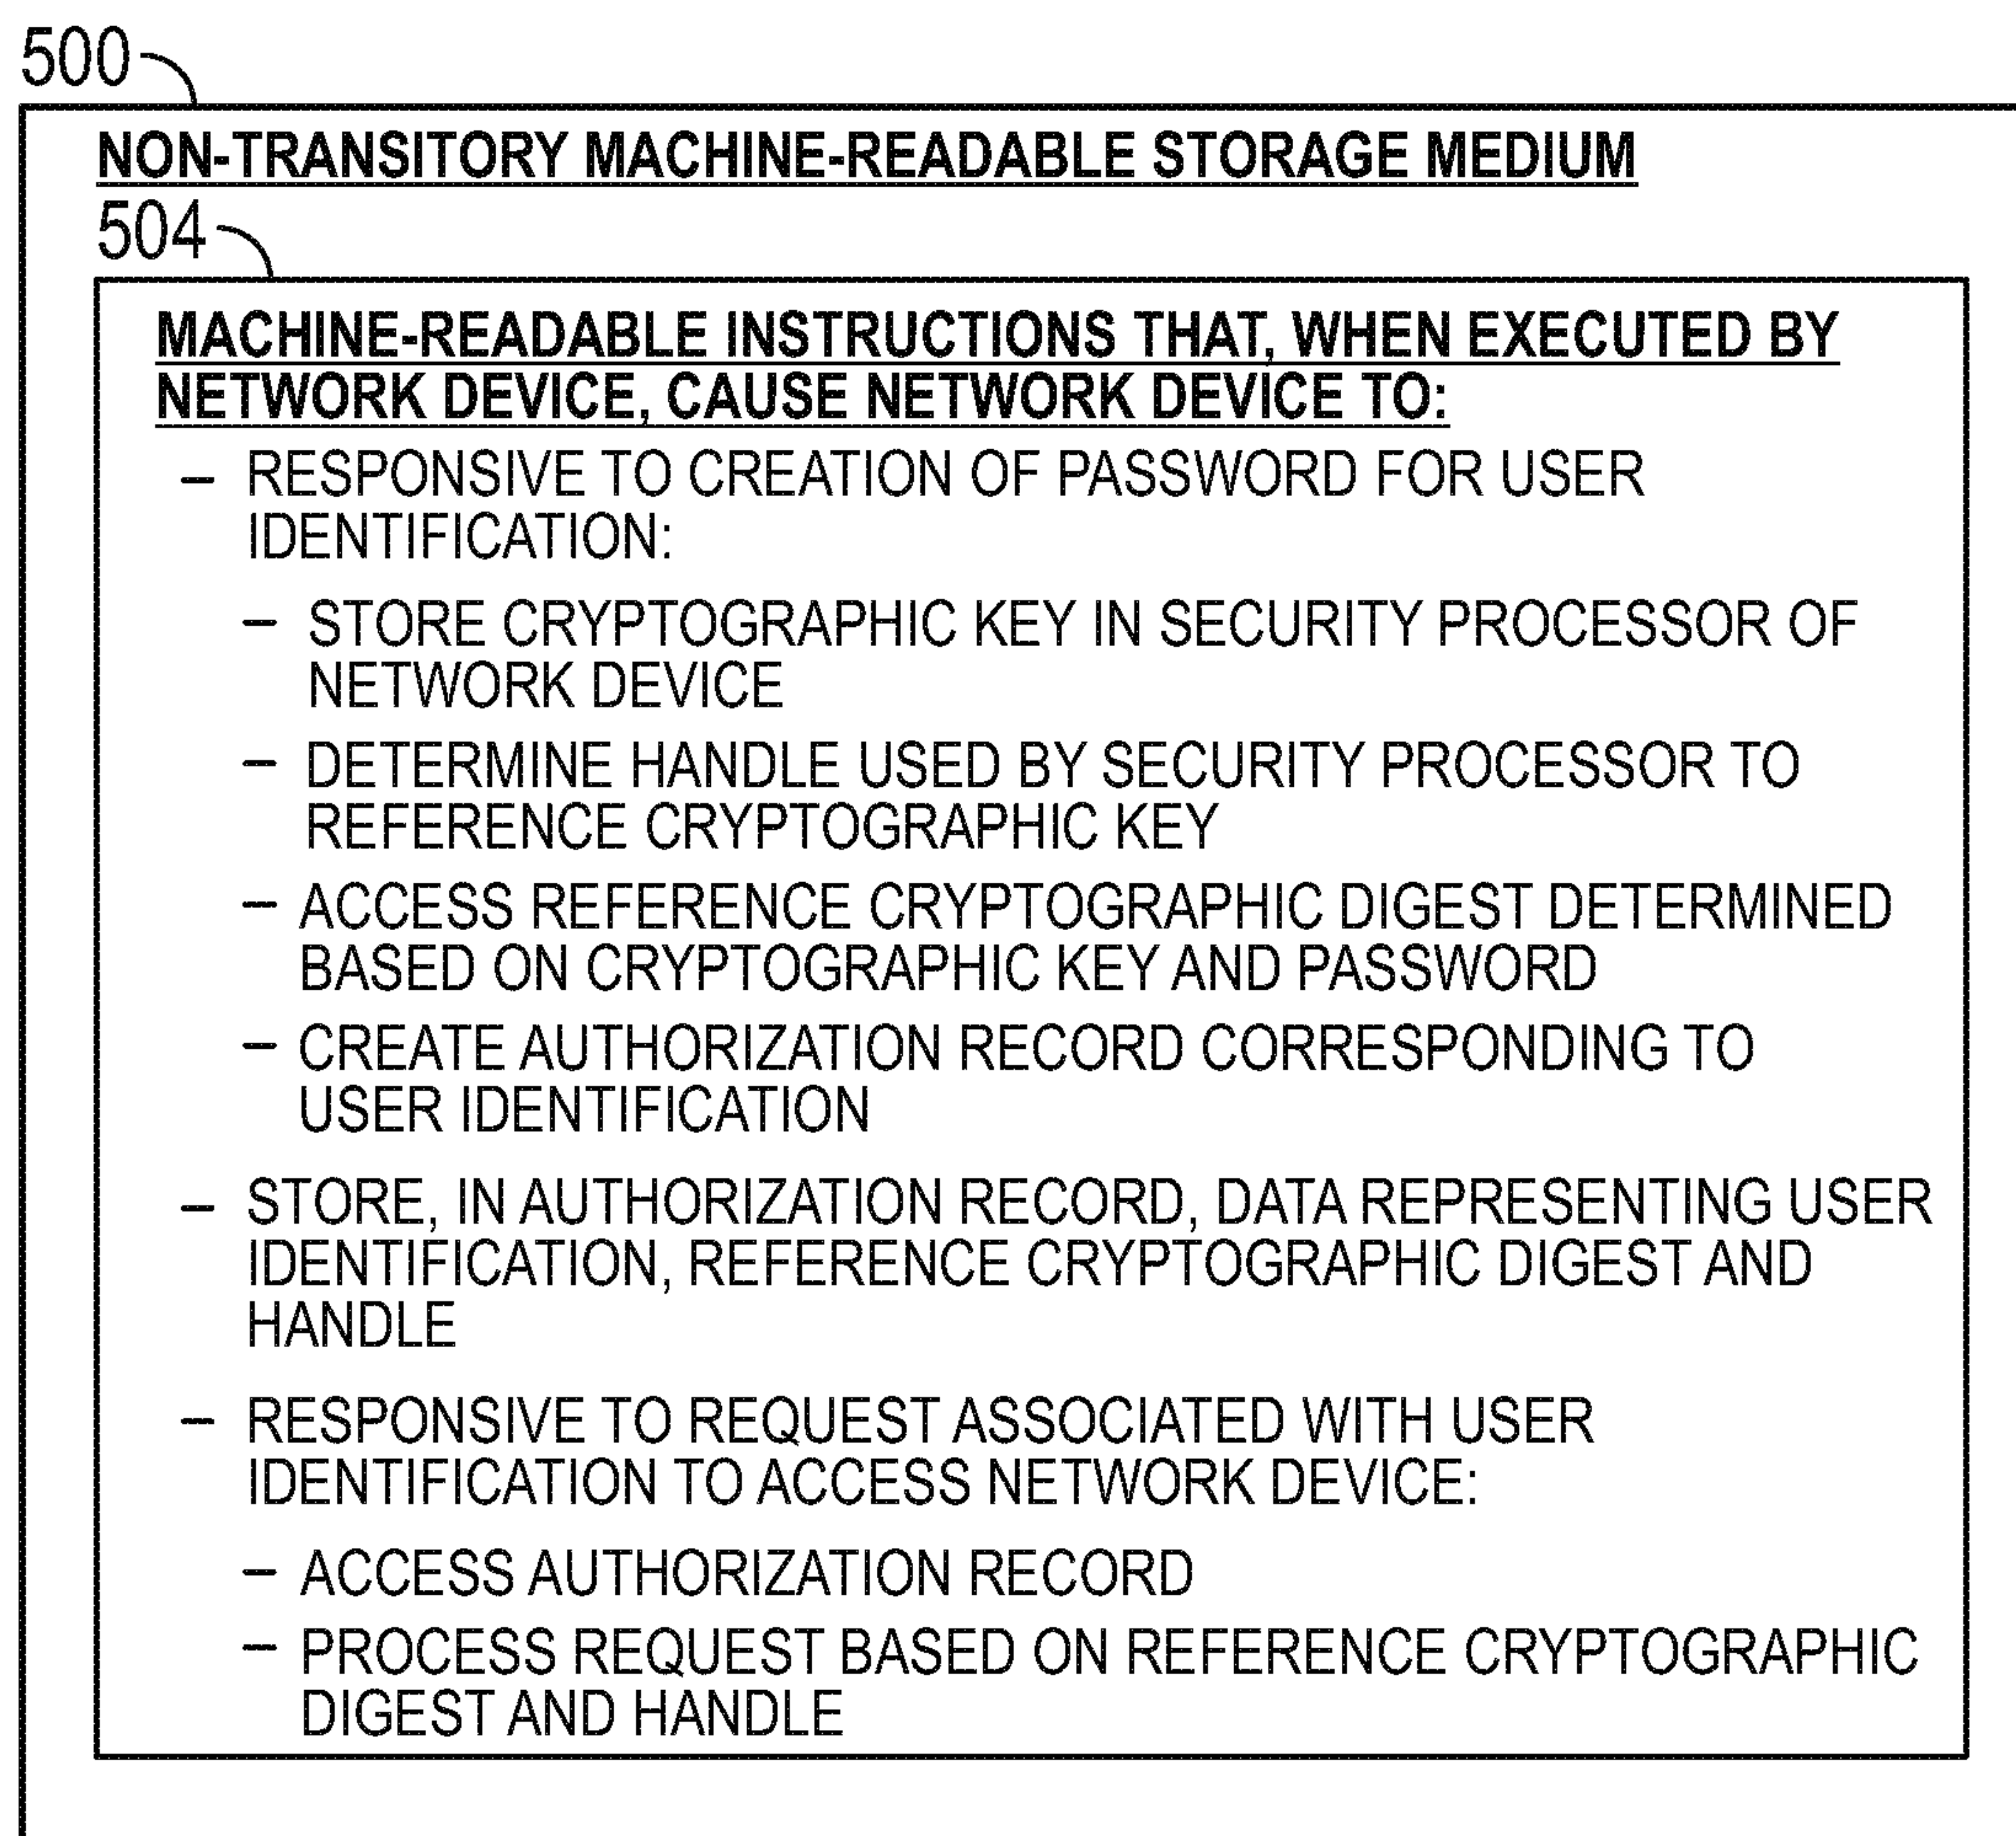 500
NON-TRANSITORY MACHINE-READABLE STORAGE MEDIUM
504
MACHINE-READABLE INSTRUCTIONS THAT, WHEN EXECUTED BY
NETWORK DEVICE, CAUSE NETWORK DEVICE TO:
– RESPONSIVE TO CREATION OF PASSWORD FOR USER
IDENTIFICATION:
– STORE CRYPTOGRAPHIC KEY IN SECURITY PROCESSOR OF
NETWORK DEVICE
– DETERMINE HANDLE USED BY SECURITY PROCESSOR TO
REFERENCE CRYPTOGRAPHIC KEY
– ACCESS REFERENCE CRYPTOGRAPHIC DIGEST DETERMINED
BASED ON CRYPTOGRAPHIC KEY AND PASSWORD
– CREATE AUTHORIZATION RECORD CORRESPONDING TO
USER IDENTIFICATION
– STORE, IN AUTHORIZATION RECORD, DATA REPRESENTING USER
IDENTIFICATION, REFERENCE CRYPTOGRAPHIC DIGEST AND
HANDLE
– RESPONSIVE TO REQUEST ASSOCIATED WITH USER
IDENTIFICATION TO ACCESS NETWORK DEVICE:
– ACCESS AUTHORIZATION RECORD
– PROCESS REQUEST BASED ON REFERENCE CRYPTOGRAPHIC
DIGEST AND HANDLE